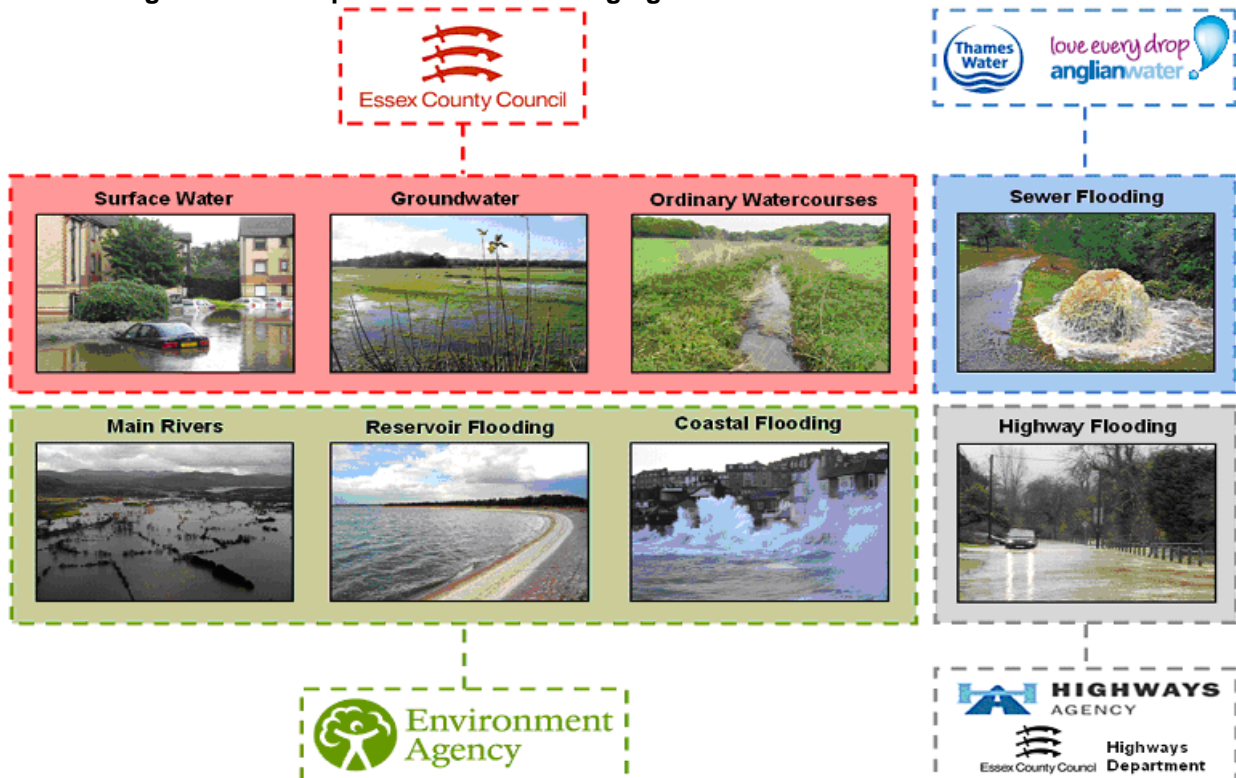 Essex County Council
Thames
Water
love every drop
anglianwater
Surface Water
Groundwater
Ordinary Watercourses
Sewer Flooding
Main Rivers
Reservoir Flooding
Coastal Flooding
Highway Flooding
Environment
Agency
HIGHWAYS
AGENCY
Essex County Council
Highways
Department